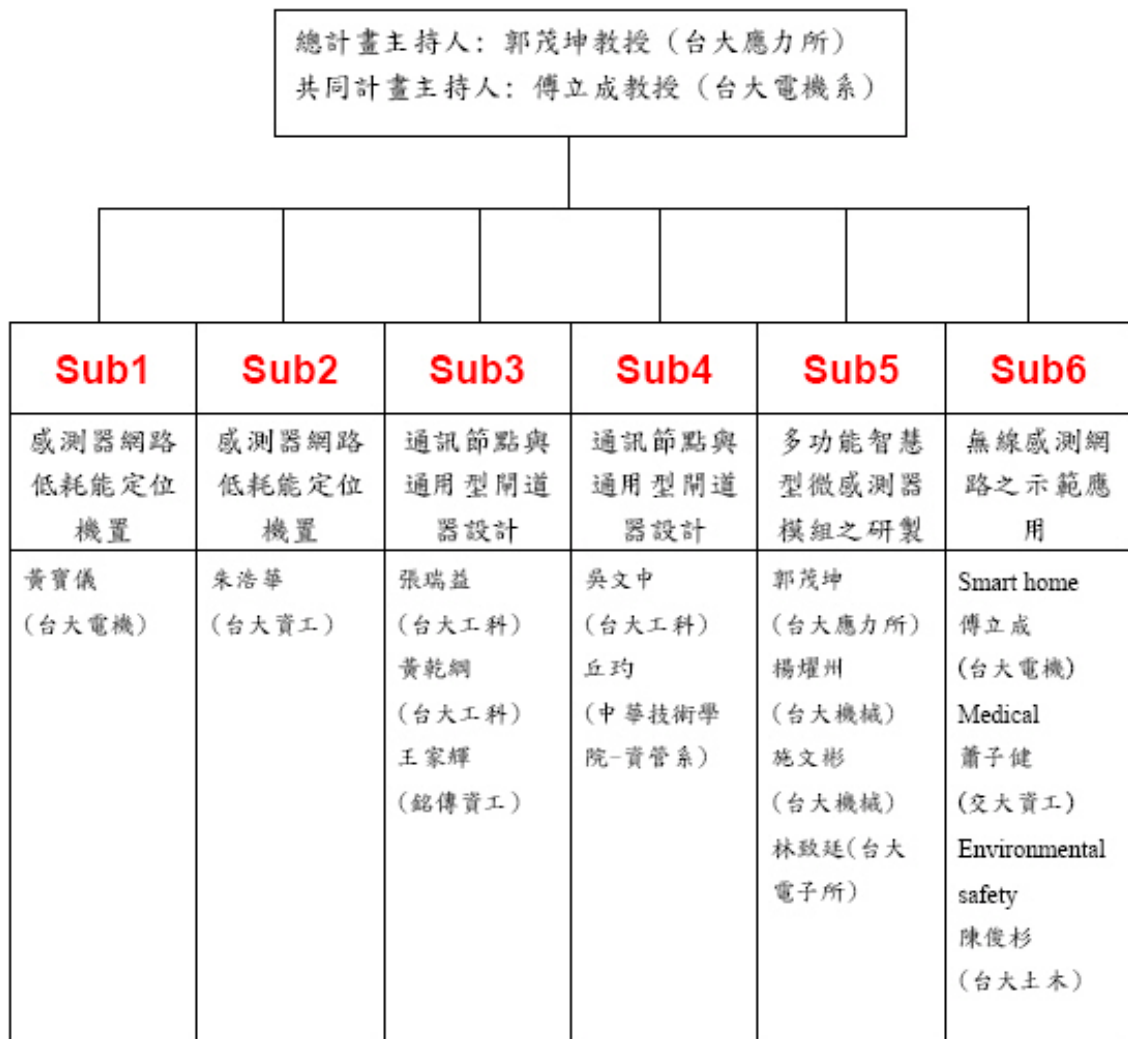 總計畫主持人: 郭茂坤教授 (台大應力所)
共同計畫主持人: 傅立成教授 (台大電機系)
Sub1
Sub2
Sub3
Sub4
Sub5
Sub6
感測器網路
低耗能定位
機置
感測器網路
低耗能定位
機置
通訊節點與
通用型閘道
器設計
通訊節點與
通用型閘道
器設計
多功能智慧
型微感測器
模組之研製
無線感測網
路之示範應
用
黃寶儀
(台大電機)
朱浩華
(台大資工)
張瑞益
(台大工科)
黃乾綱
(台大工科)
王家輝
(銘傳資工)
吳文中
(台大工科)
丘玓
(中華技術學
院-資管系)
郭茂坤
(台大應力所)
楊燿州
(台大機械)
施文彬
(台大機械)
林致廷(台大
電子所)
Smart home
傅立成
(台大電機)
Medical
蕭子健
(交大資工)
Environmental
safety
陳俊杉
(台大土木)